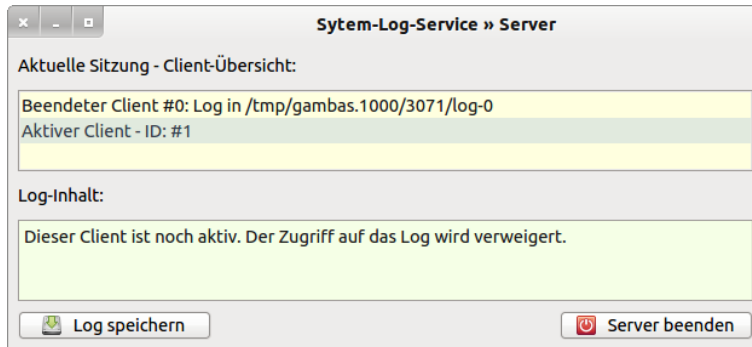 Sytem-Log-Service » Server
Aktuelle Sitzung - Client-Übersicht:
Beendeter Client #0: Log in /tmp/gambas.1000/3071/log-0
Aktiver Client - ID: #1
Log-Inhalt:
Dieser Client ist noch aktiv. Der Zugriff auf das Log wird verweigert.
Log speichern
Server beenden